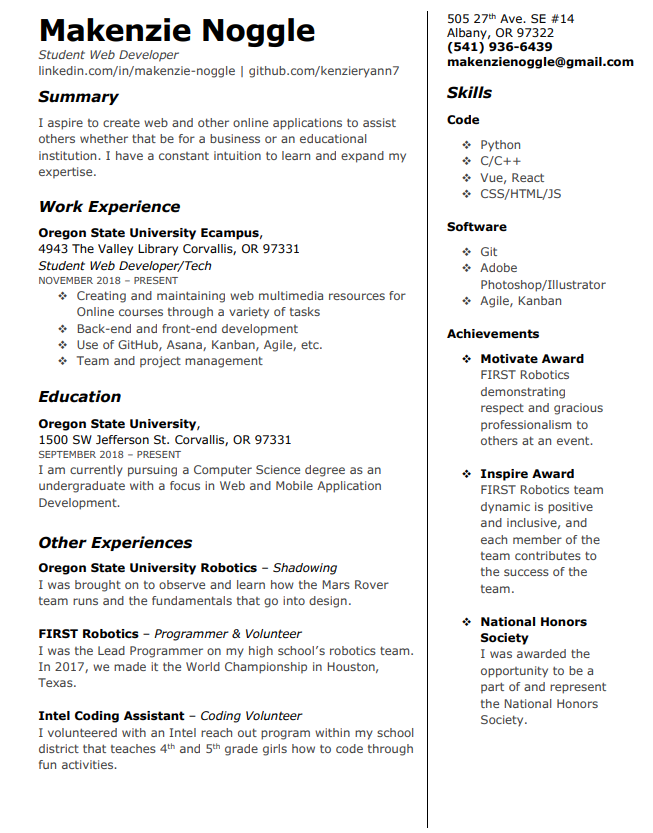 Makenzie Noggle
Student Web Developer
linkedin.com/in/makenzie-noggle | github.com/kenzieryann7
Summary
I aspire to create web and other online applications to assist
others whether that be for a business or an educational
institution. I have a constant intuition to learn and expand my
expertise.
Work Experience
Oregon State University Ecampus,
4943 The Valley Library Corvallis, OR 97331
Student Web Developer/Tech
NOVEMBER 2018 – PRESENT
❖ Creating and maintaining web multimedia resources for
Online courses through a variety of tasks
❖ Back-end and front-end development
❖ Use of GitHub, Asana, Kanban, Agile, etc.
❖ Team and project management
Education
Oregon State University,
1500 SW Jefferson St. Corvallis, OR 97331
SEPTEMBER 2018 – PRESENT
I am currently pursuing a Computer Science degree as an
undergraduate with a focus in Web and Mobile Application
Development.
Other Experiences
Oregon State University Robotics – Shadowing
I was brought on to observe and learn how the Mars Rover
team runs and the fundamentals that go into design.
FIRST Robotics – Programmer & Volunteer
I was the Lead Programmer on my high school's robotics team.
In 2017, we made it the World Championship in Houston,
Texas.
Intel Coding Assistant – Coding Volunteer
I volunteered with an Intel reach out program within my school
district that teaches 4th and 5th grade girls how to code through
fun activities.
505 27th Ave. SE #14
Albany, OR 97322
(541) 936-6439
makenzienoggle@gmail.com
Skills
Code
❖ Python
❖ C/C++
❖ Vue, React
❖ CSS/HTML/JS
Software
❖ Git
❖ Adobe
Photoshop/Illustrator
❖ Agile, Kanban
Achievements
❖ Motivate Award
FIRST Robotics
demonstrating
respect and gracious
professionalism to
others at an event.
❖ Inspire Award
FIRST Robotics team
dynamic is positive
and inclusive, and
each member of the
team contributes to
the success of the
team.
❖ National Honors
Society
I was awarded the
opportunity to be a
part of and represent
the National Honors
Society.